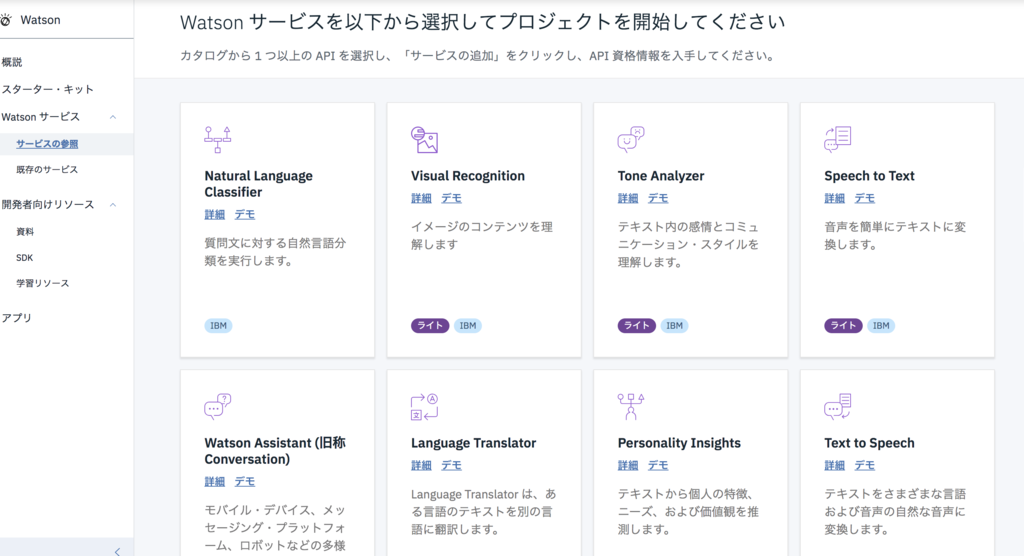 Watson
概説
スターター・キット
Watson サービス
サービスの参照
既存のサービス
開発者向けリソース
資料
SDK
学習リソース
アプリ
Watson サービスを以下から選択してプロジェクトを開始してください
カタログから 1 つ以上の API を選択し、「サービスの追加」をクリックし、API 資格情報を入手してください。
Natural Language
Classifier
詳細 デモ
質問文に対する自然言語分
類を実行します。
IBM
Visual Recognition
詳細 デモ
イメージのコンテンツを理
解します
ライト IBM
Tone Analyzer
詳細 デモ
テキスト内の感情とコミュ
ニケーション・スタイルを
理解します。
ライト IBM
Speech to Text
詳細 デモ
音声を簡単にテキストに変
換します。
ライト IBM
Watson Assistant (旧称
Conversation)
詳細 デモ
モバイル・デバイス、メッ
セージング・プラットフォ
ーム、ロボットなどの多様
Language Translator
詳細 デモ
Language Translator は、あ
る言語のテキストを別の言
語に翻訳します。
Personality Insights
詳細 デモ
テキストから個人の特徴、
ニーズ、および価値観を推
測します。
Text to Speech
詳細 デモ
テキストをさまざまな言語
および音声の自然な音声に
変換します。